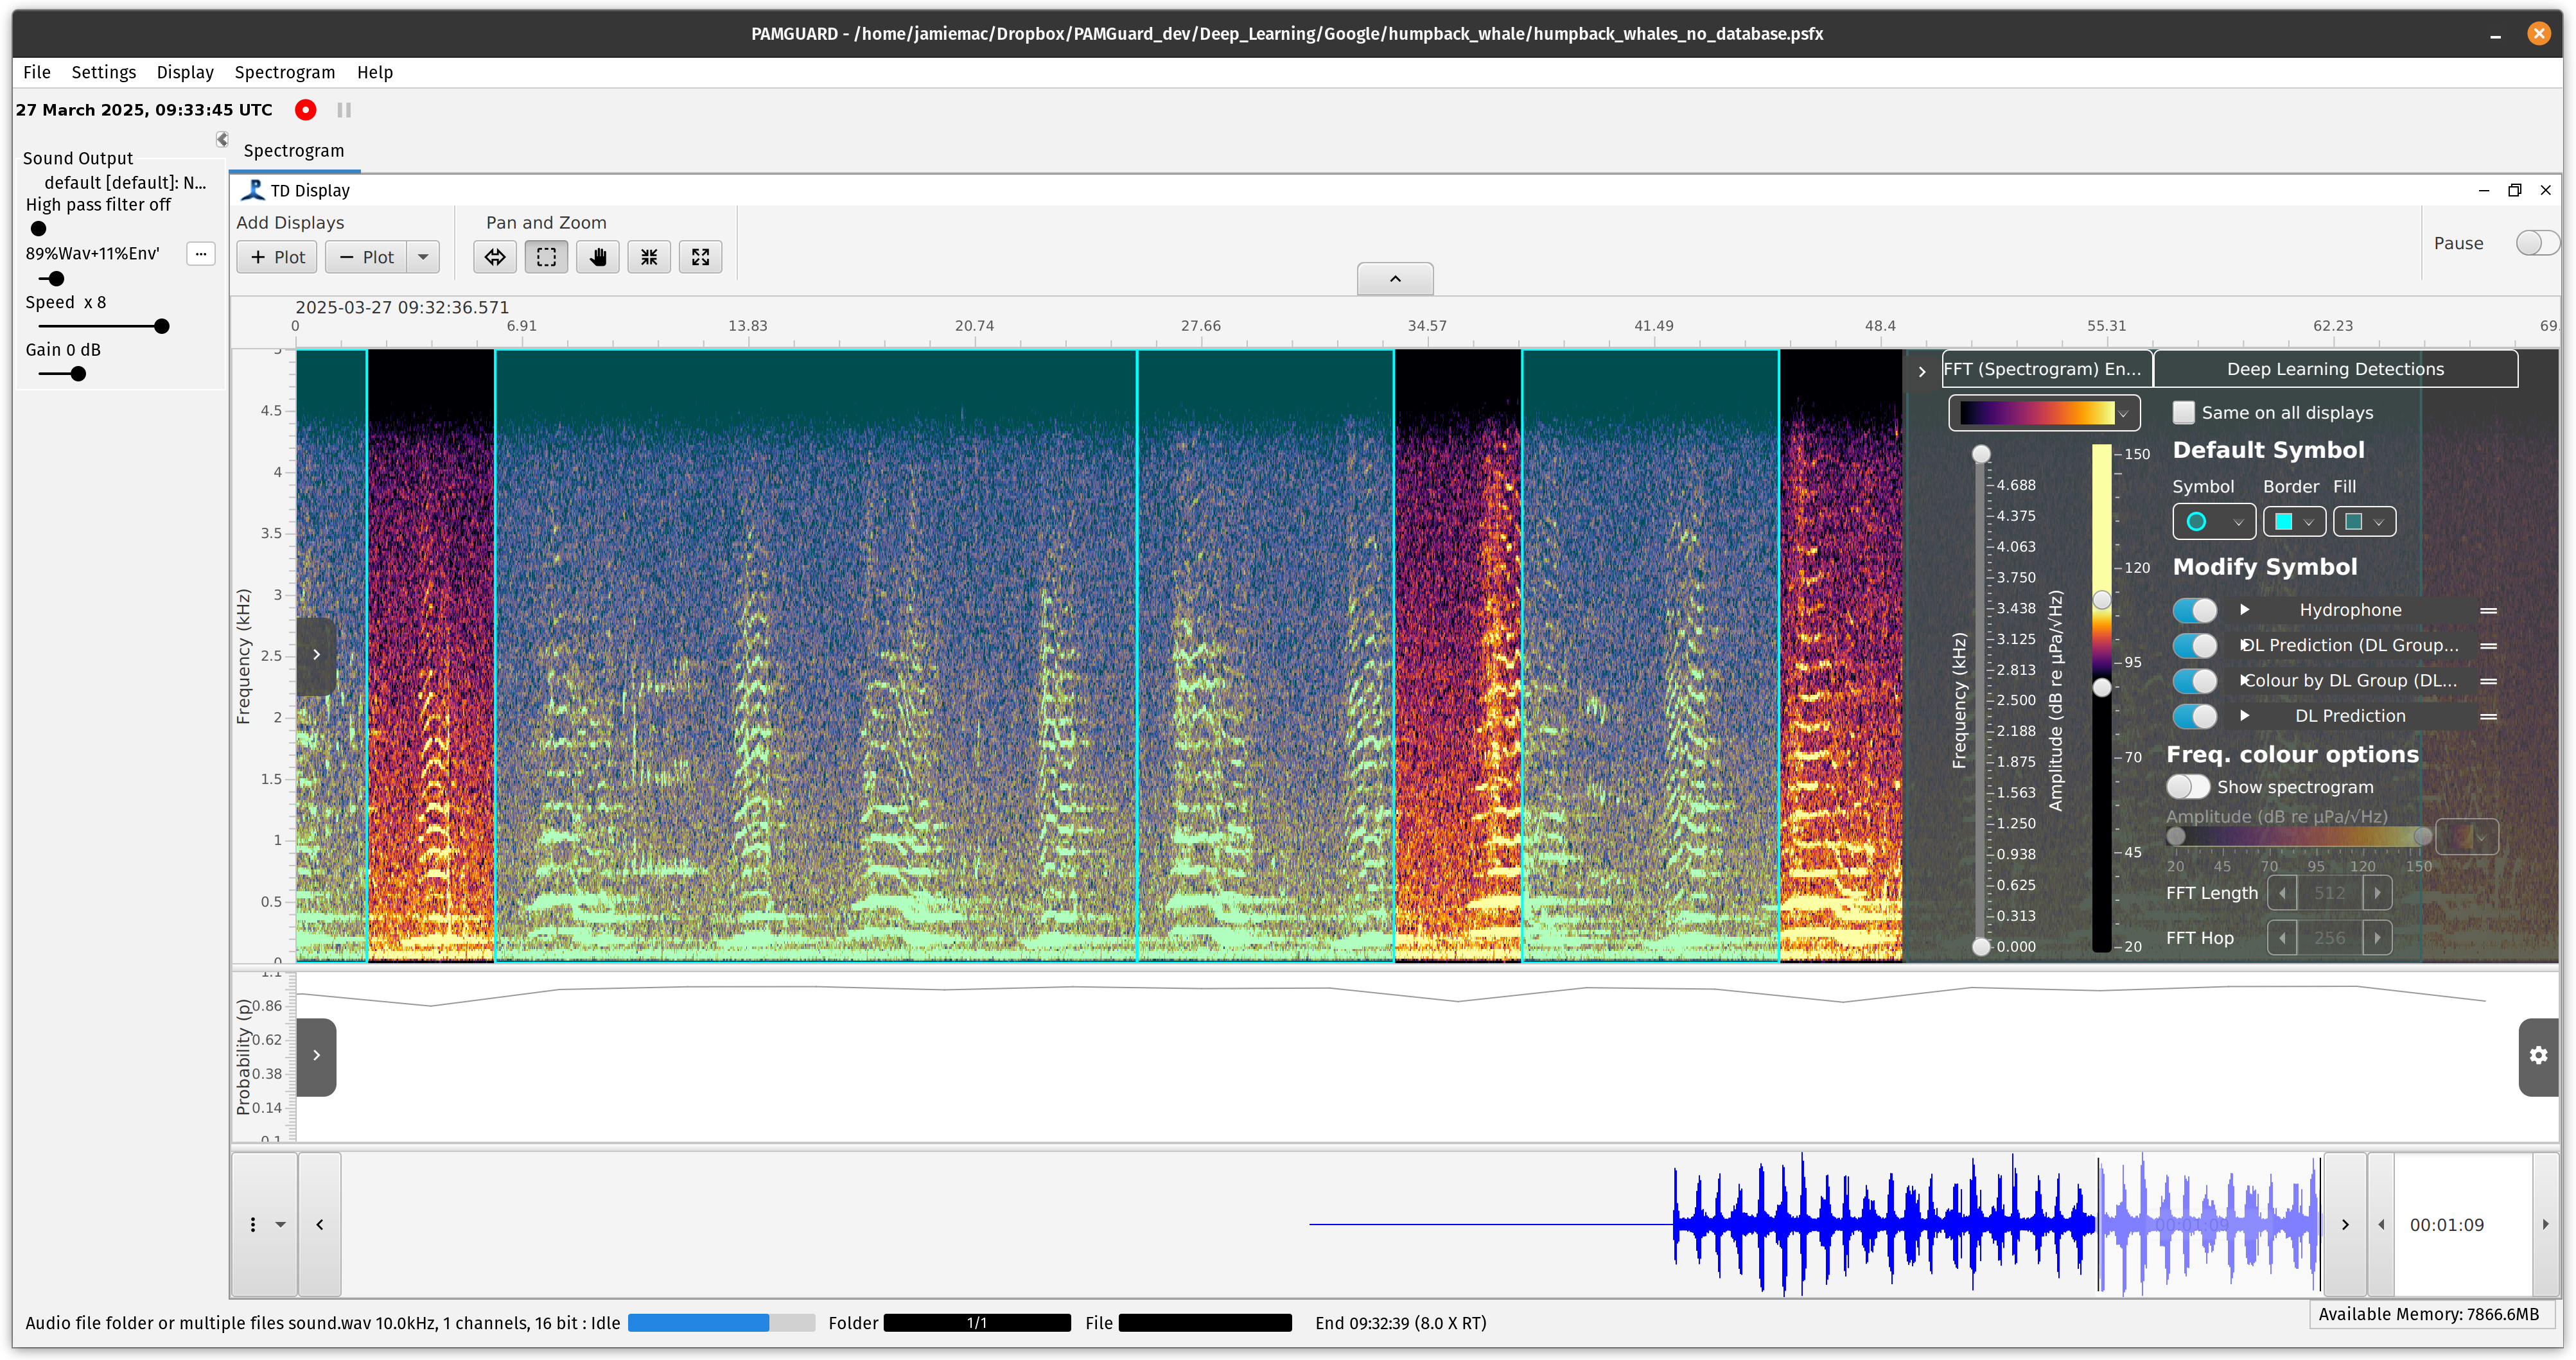 PAMGUARD - /home/jamiemac/Dropbox/PAMGuard_dev/Deep_Learning/Google/humpback_whale/humpback_whales_no_database.psfx
File Settings Display Spectrogram Help
27 March 2025, 09:33:45 UTC
Sound Output
default [default]: N...
High pass filter off
89%Wav+11%Env'
...
Speed x 8
Gain 0 dB
Spectrogram
TD Display
Add Displays
Pan and Zoom
+ Plot
− Plot
Pause
2025-03-27 09:32:36.571
0 6.91 13.83 20.74 27.66 34.57 41.49 48.4 55.31 62.23 69.
Frequency (kHz)
5
4.5
4
3.5
3
2.5
2
1.5
1
0.5
0
FFT (Spectrogram) En...
Deep Learning Detections
Frequency (kHz)
4.688
4.375
4.063
3.750
3.438
3.125
2.813
2.500
2.188
1.875
1.563
1.250
0.938
0.625
0.313
0.000
Amplitude (dB re µPa/√Hz)
150
120
95
70
45
20
Same on all displays
Default Symbol
Symbol Border Fill
Modify Symbol
Hydrophone
DL Prediction (DL Group...
Colour by DL Group (DL...
DL Prediction
Freq. colour options
Show spectrogram
Amplitude (dB re µPa/√Hz)
20 45 70 95 120 150
FFT Length 512
FFT Hop 256
Probability (p)
1.1
0.86
0.62
0.38
0.14
0.1
00:01:09
00:01:09
Audio file folder or multiple files sound.wav 10.0kHz, 1 channels, 16 bit : Idle
Folder 1/1
File
End 09:32:39 (8.0 X RT)
Available Memory: 7866.6MB